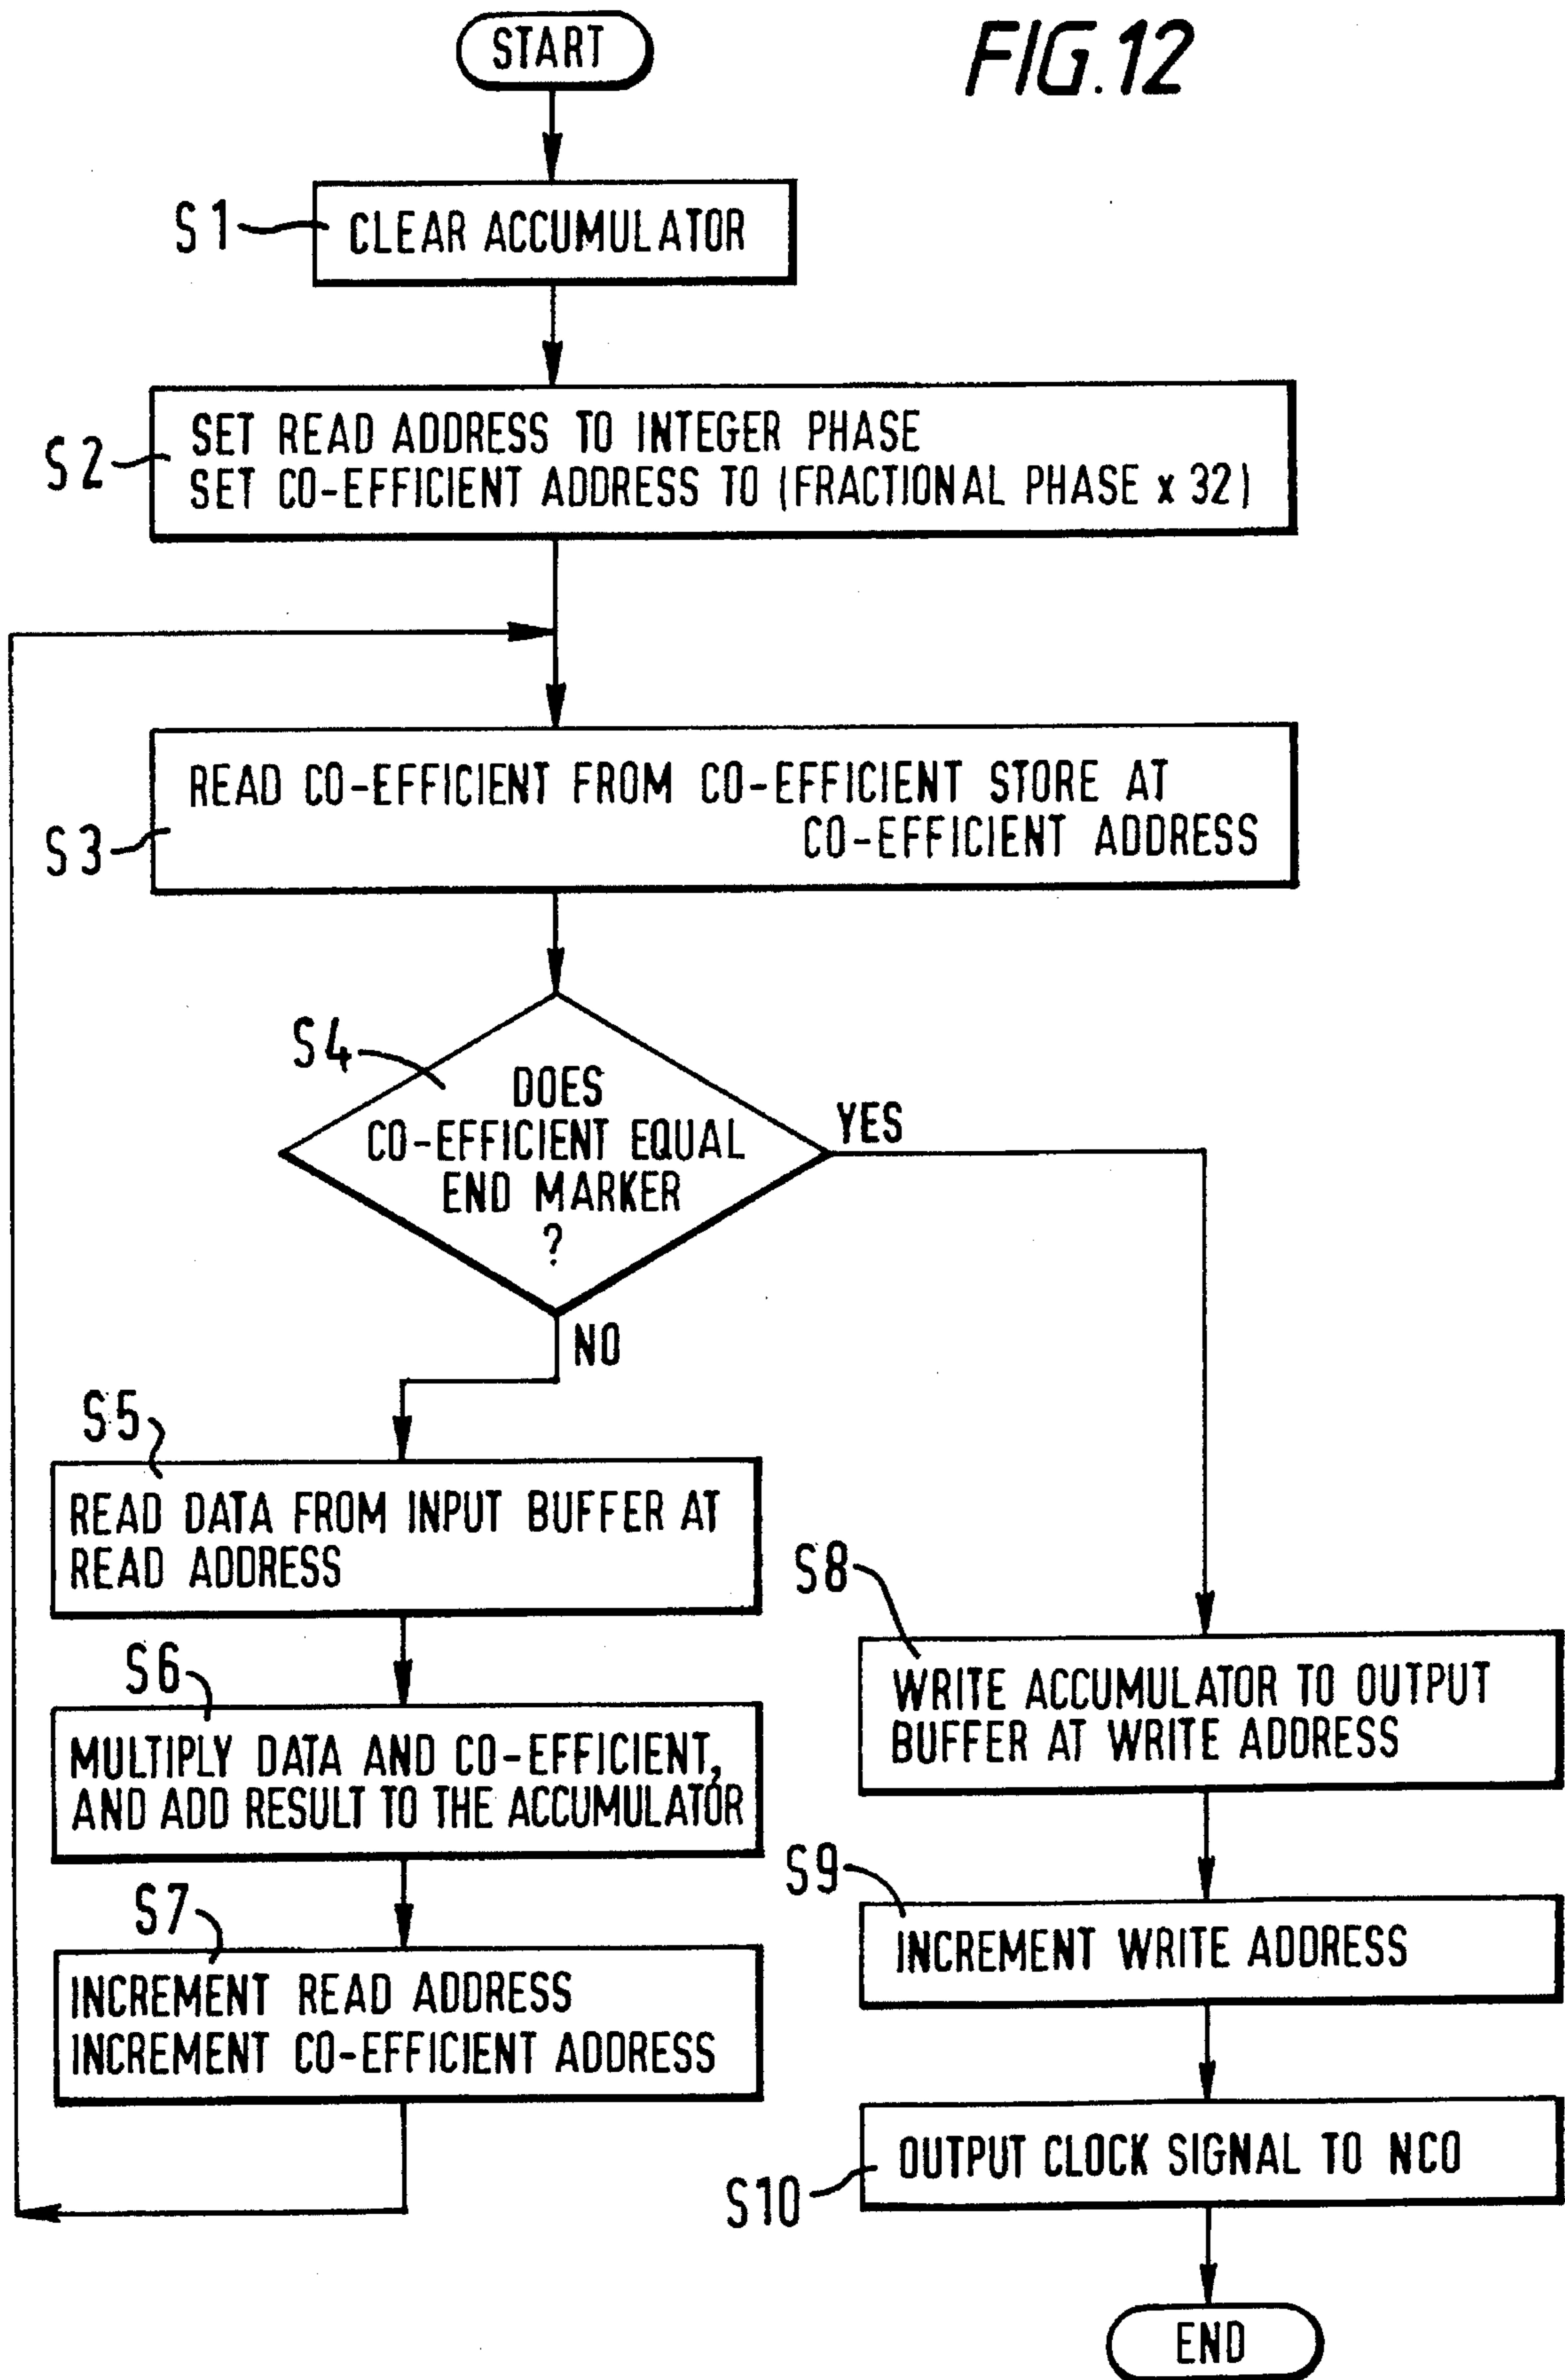 START
FIG.12
S1
CLEAR ACCUMULATOR
S2
SET READ ADDRESS TO INTEGER PHASE
SET CO-EFFICIENT ADDRESS TO (FRACTIONAL PHASE x 32)
READ CO-EFFICIENT FROM CO-EFFICIENT STORE AT
CO-EFFICIENT ADDRESS
S3
S4
DOES
CO-EFFICIENT EQUAL
END MARKER
?
YES
NO
S5
READ DATA FROM INPUT BUFFER AT
READ ADDRESS
S6
MULTIPLY DATA AND CO-EFFICIENT,
AND ADD RESULT TO THE ACCUMULATOR
S7
INCREMENT READ ADDRESS
INCREMENT CO-EFFICIENT ADDRESS
S8
WRITE ACCUMULATOR TO OUTPUT
BUFFER AT WRITE ADDRESS
S9
INCREMENT WRITE ADDRESS
S10
OUTPUT CLOCK SIGNAL TO NCO
END